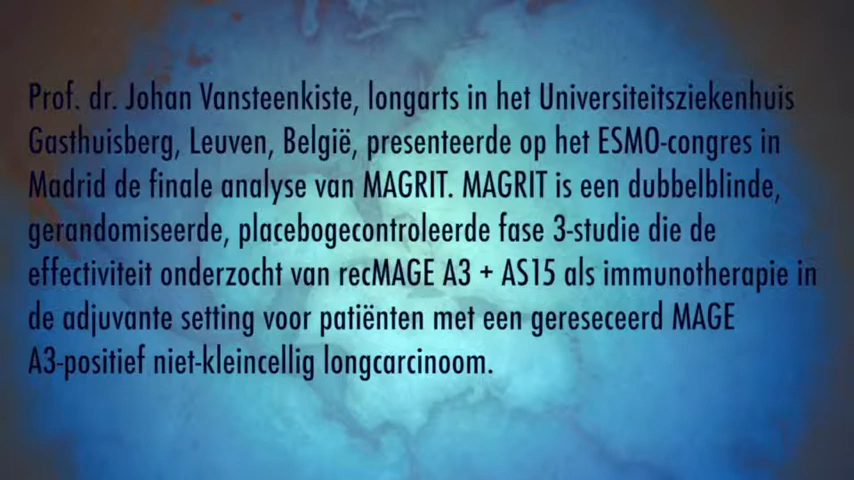 Prof. dr. Johan Vansteenkiste, longarts in het Universiteitsziekenhuis
Gasthuisberg, Leuven, België, presenteerde op het ESMO-congres in
Madrid de finale analyse van MAGRIT. MAGRIT is een dubbelblinde,
gerandomiseerde, placebogecontroleerde fase 3-studie die de
effectiviteit onderzocht van recMAGE A3 + AS15 als immunotherapie in
de adjuvante setting voor patiënten met een gereseceerd MAGE
A3-positief niet-kleincellig longcarcinoom.